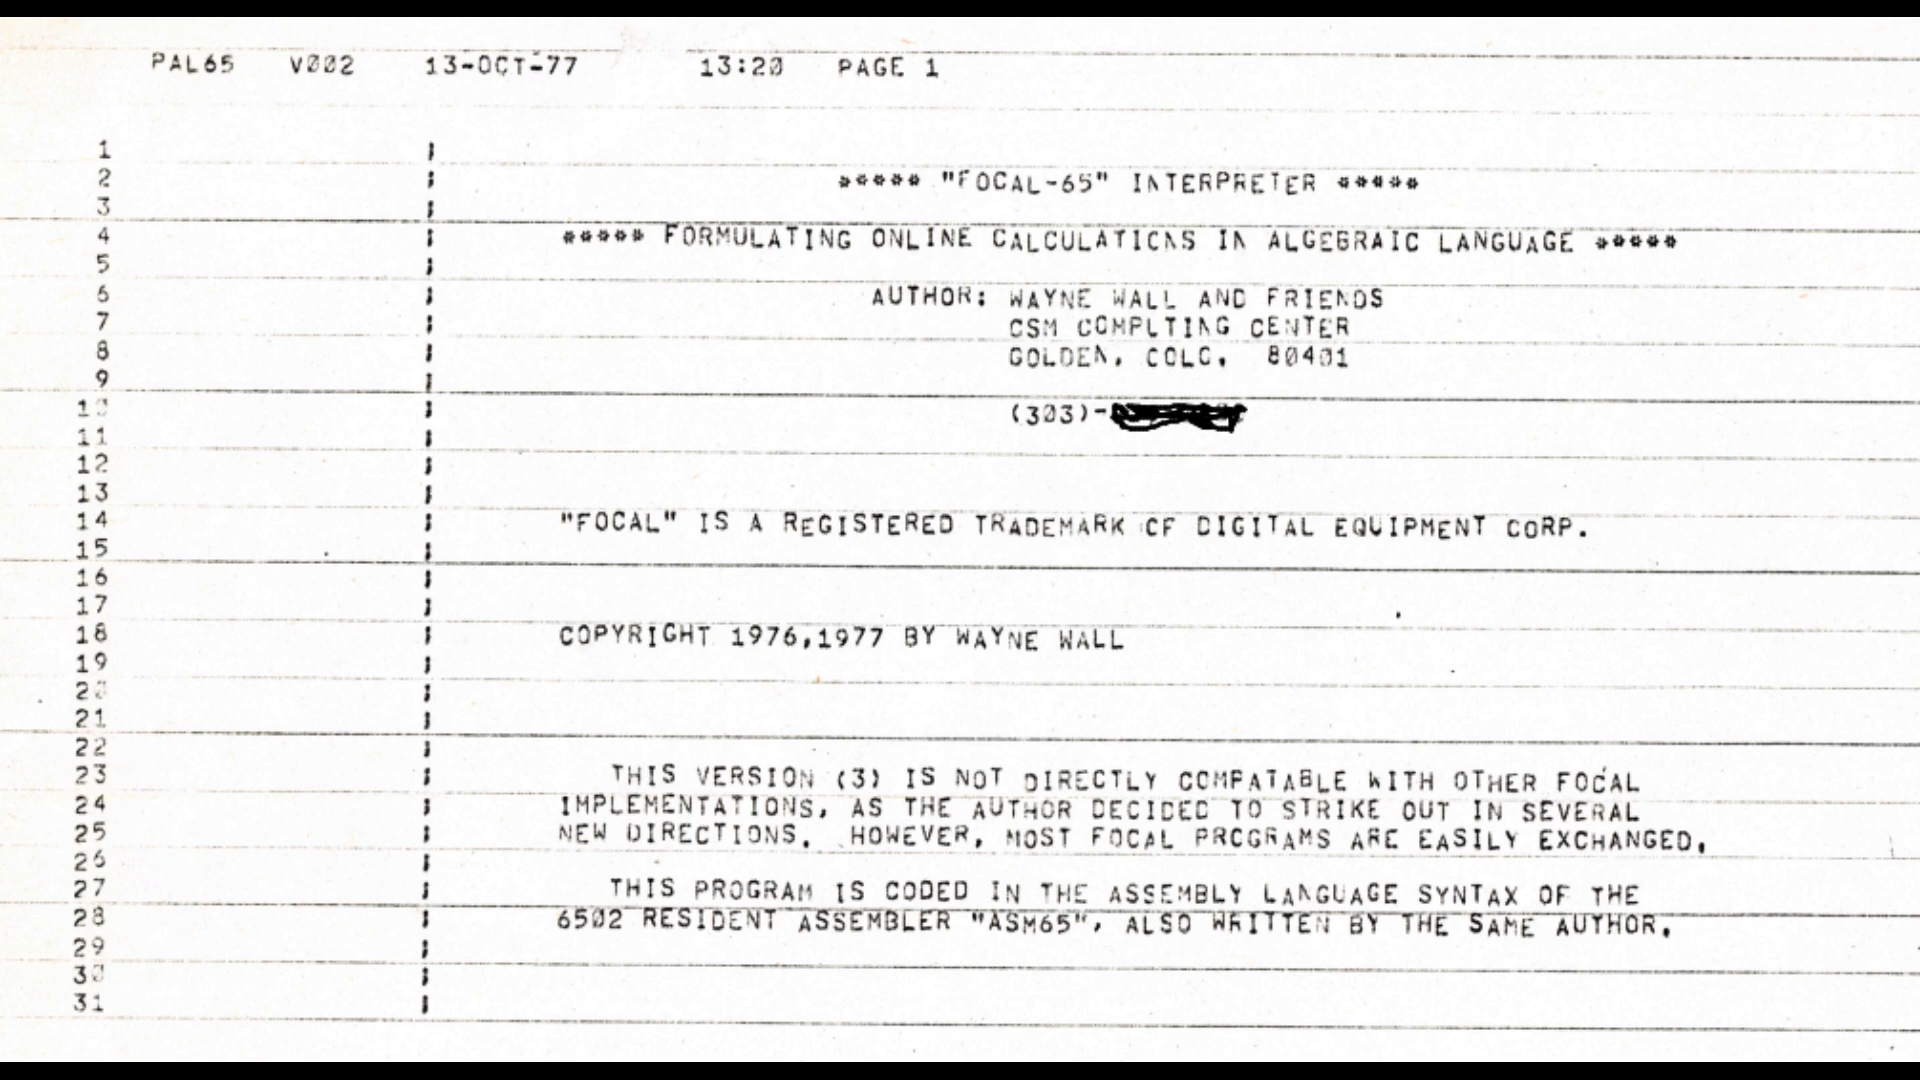 PAL65 V002 13-OCT-77 13:20 PAGE 1
1 ;
2 ; ***** "FOCAL-65" INTERPRETER *****
3 ;
4 ; ***** FORMULATING ONLINE CALCULATIONS IN ALGEBRAIC LANGUAGE *****
5 ;
6 ; AUTHOR: WAYNE WALL AND FRIENDS
7 ; CSM COMPUTING CENTER
8 ; GOLDEN, COLO. 80401
9 ;
10 ; (303)-
11 ;
12 ;
13 ;
14 ; "FOCAL" IS A REGISTERED TRADEMARK OF DIGITAL EQUIPMENT CORP.
15 ;
16 ;
17 ;
18 ; COPYRIGHT 1976,1977 BY WAYNE WALL
19 ;
20 ;
21 ;
22 ;
23 ; THIS VERSION (3) IS NOT DIRECTLY COMPATABLE WITH OTHER FOCAL
24 ; IMPLEMENTATIONS, AS THE AUTHOR DECIDED TO STRIKE OUT IN SEVERAL
25 ; NEW DIRECTIONS. HOWEVER, MOST FOCAL PROGRAMS ARE EASILY EXCHANGED.
26 ;
27 ; THIS PROGRAM IS CODED IN THE ASSEMBLY LANGUAGE SYNTAX OF THE
28 ; 6502 RESIDENT ASSEMBLER "ASM65", ALSO WRITTEN BY THE SAME AUTHOR.
29 ;
30 ;
31 ;